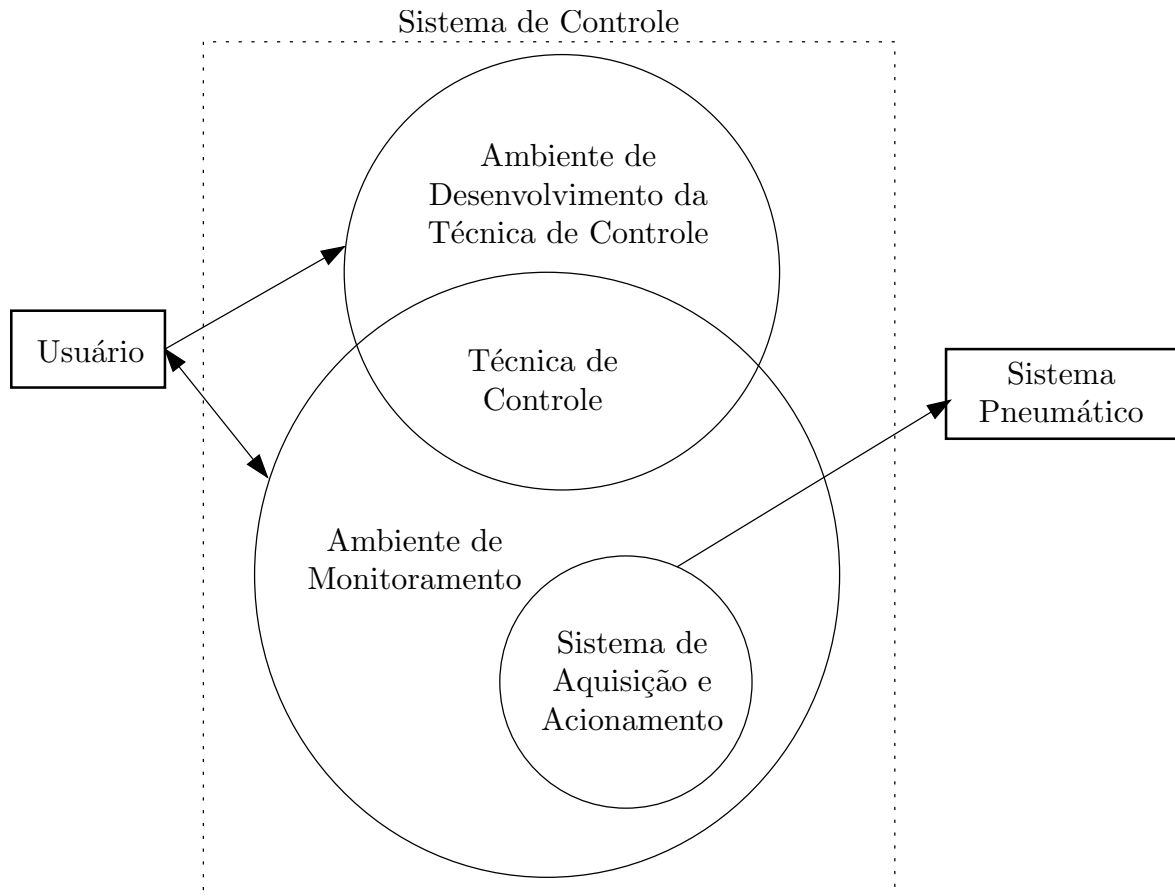 Sistema de Controle
Ambiente de
Desenvolvimento da
Técnica de Controle
Usuário
Técnica de
Controle
Sistema
Pneumático
Ambiente de
Monitoramento
Sistema de
Aquisição e
Acionamento